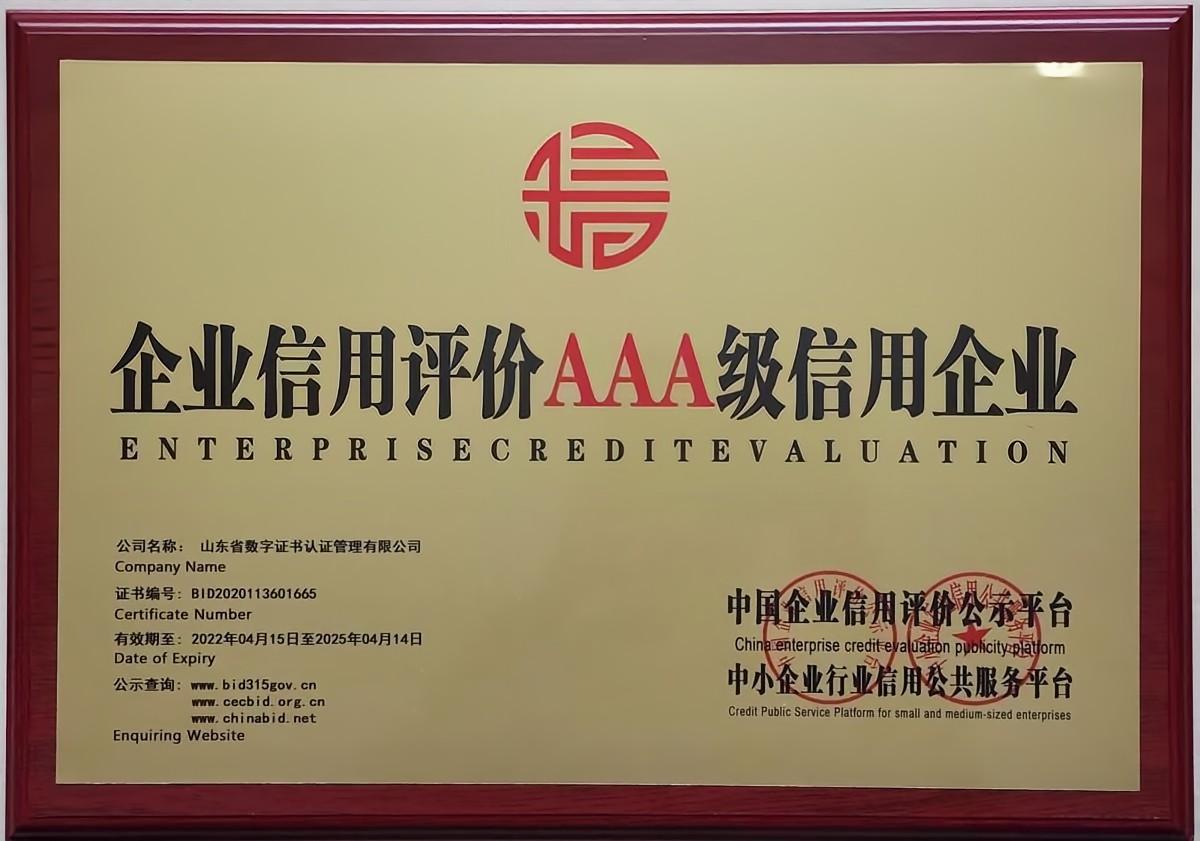 企业信用评价AAA级信用企业
ENTERPRISECREDITEVALUATION
公司名称： 山东省数字证书认证管理有限公司
Company Name
证书编号：BID2020113601665
Certificate Number
有效期至：2022年04月15日至2025年04月14日
Date of Expiry
公示查询：www.bid315gov.cn
www.cecbid.org.cn
www.chinabid.net
Enquiring Website
中国企业信用评价公示平台
China enterprise credit evaluation publicity platform
中小企业行业信用公共服务平台
Credit Public Service Platform for small and medium-sized enterprises